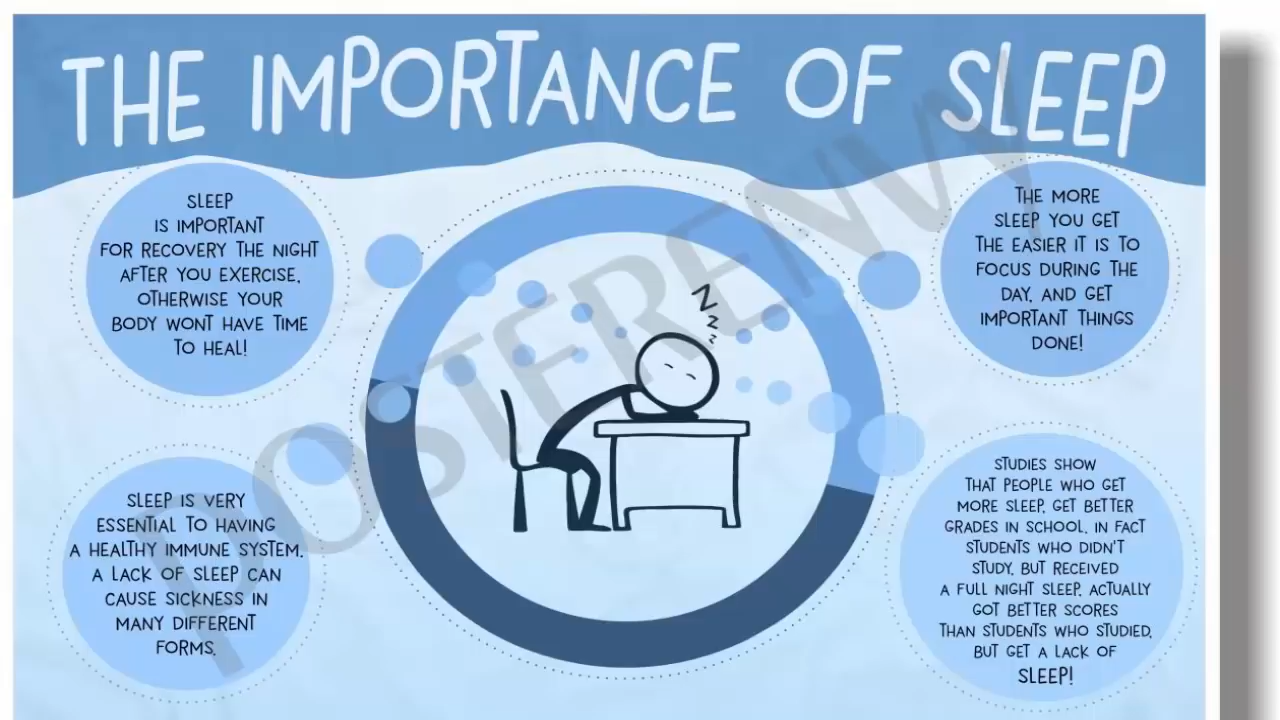 THE IMPORTANCE OF SLEEP
SLEEP
IS IMPORTANT
FOR RECOVERY THE NIGHT
AFTER YOU EXERCISE,
OTHERWISE YOUR
BODY WONT HAVE TIME
TO HEAL!
THE MORE
SLEEP YOU GET
THE EASIER IT IS TO
FOCUS DURING THE
DAY, AND GET
IMPORTANT THINGS
DONE!
Z
Z
Z
SLEEP IS VERY
ESSENTIAL TO HAVING
A HEALTHY IMMUNE SYSTEM.
A LACK OF SLEEP CAN
CAUSE SICKNESS IN
MANY DIFFERENT
FORMS.
STUDIES SHOW
THAT PEOPLE WHO GET
MORE SLEEP, GET BETTER
GRADES IN SCHOOL. IN FACT
STUDENTS WHO DIDN'T
STUDY, BUT RECEIVED
A FULL NIGHT SLEEP, ACTUALLY
GOT BETTER SCORES
THAN STUDENTS WHO STUDIED,
BUT GET A LACK OF
SLEEP!
POSTERENVY